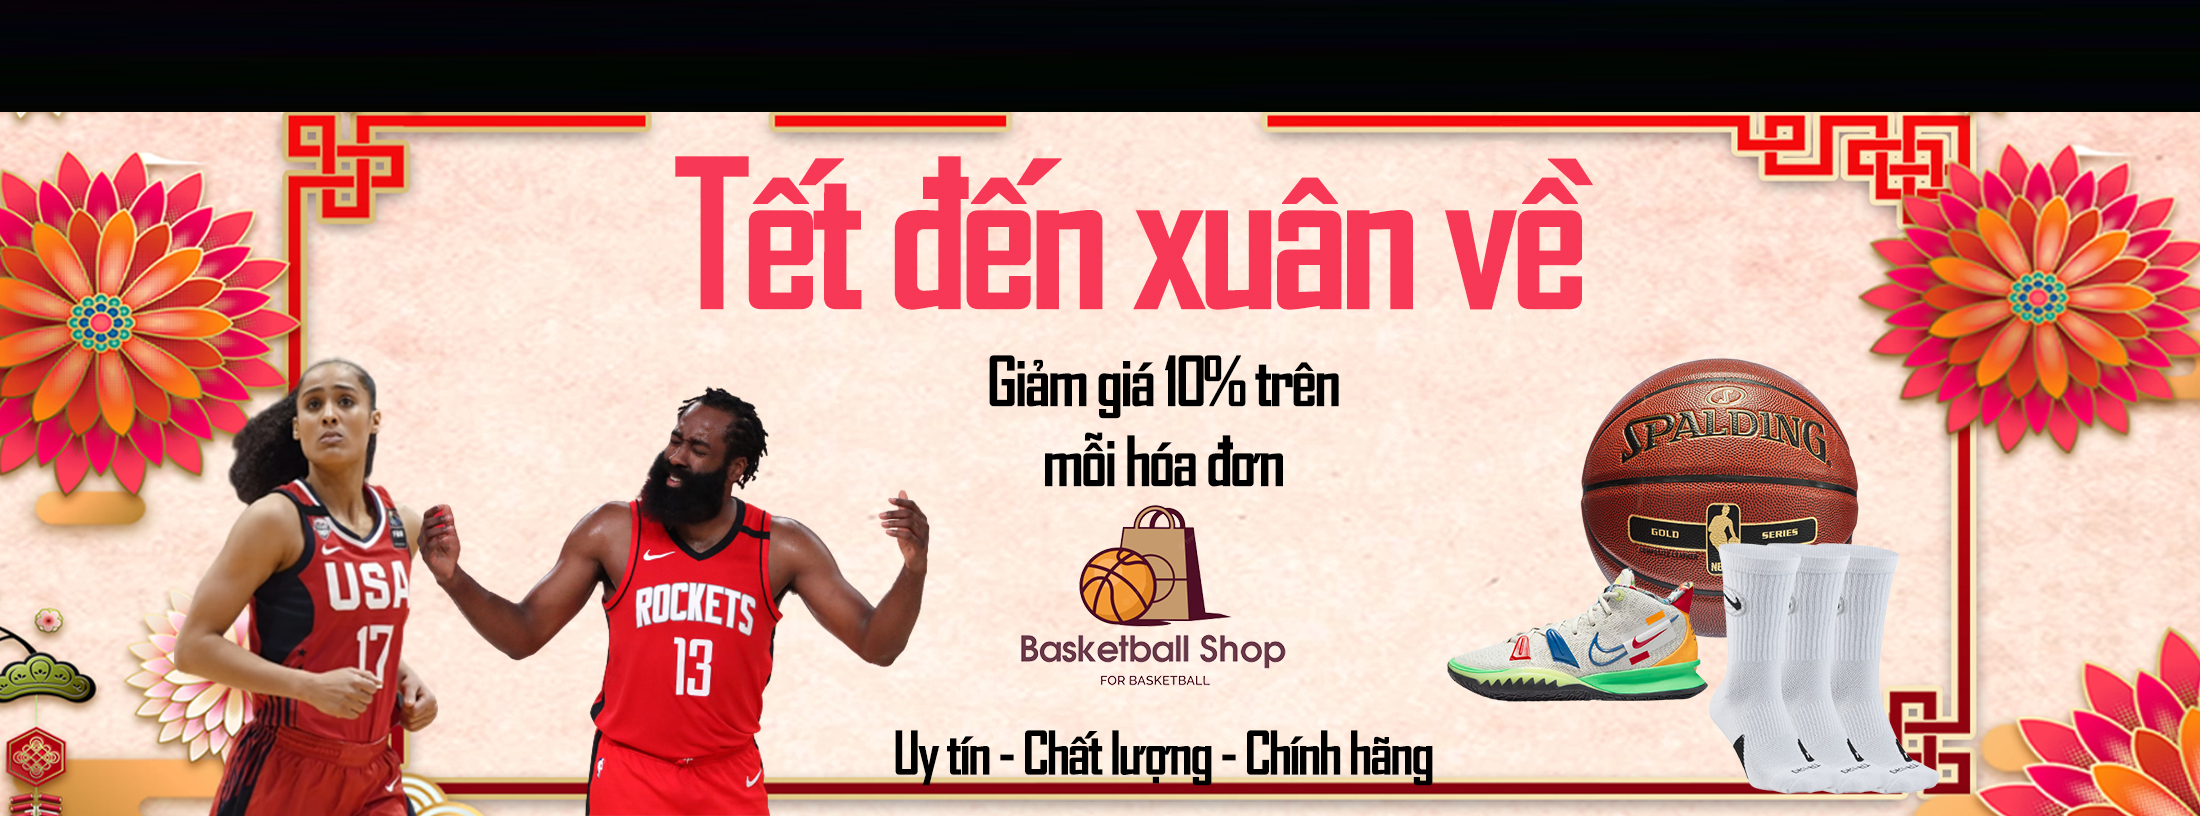 Tết đến xuân về
Giảm giá 10% trên
mỗi hóa đơn
SPALDING
GOLD SERIES
USA
17
ROCKETS
13
Basketball Shop
FOR BASKETBALL
Uy tín - Chất lượng - Chính hãng